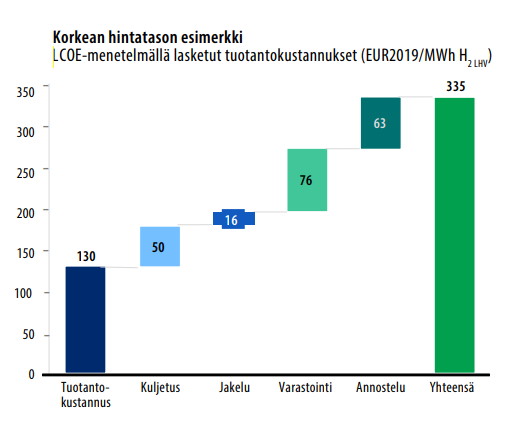 Korkean hintatason esimerkki
LCOE-menetelmällä lasketut tuotantokustannukset (EUR2019/MWh H2 LHV)
350
300
250
200
150
100
50
0
130
50
16
76
63
335
Tuotanto-
kustannus
Kuljetus
Jakelu
Varastointi
Annostelu
Yhteensä